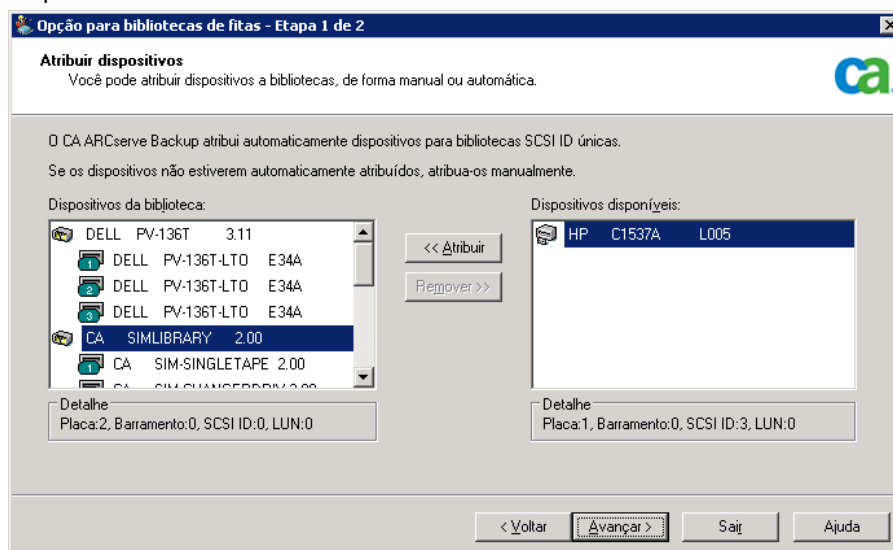 Opção para bibliotecas de fitas - Etapa 1 de 2
Atribuir dispositivos
Você pode atribuir dispositivos a bibliotecas, de forma manual ou automática.
ca
O CA ARCserve Backup atribui automaticamente dispositivos para bibliotecas SCSI ID únicas.
Se os dispositivos não estiverem automaticamente atribuídos, atribua-os manualmente.
Dispositivos da biblioteca:
DELL PV-136T 3.11
1 DELL PV-136T-LTO E34A
2 DELL PV-136T-LTO E34A
3 DELL PV-136T-LTO E34A
CA SIMLIBRARY 2.00
1 CA SIM-SINGLETAPE 2.00
<< Atribuir
Remover >>
Dispositivos disponíveis:
HP C1537A L005
Detalhe
Placa:2, Barramento:0, SCSI ID:0, LUN:0
Detalhe
Placa:1, Barramento:0, SCSI ID:3, LUN:0
< Voltar
Avançar >
Sair
Ajuda